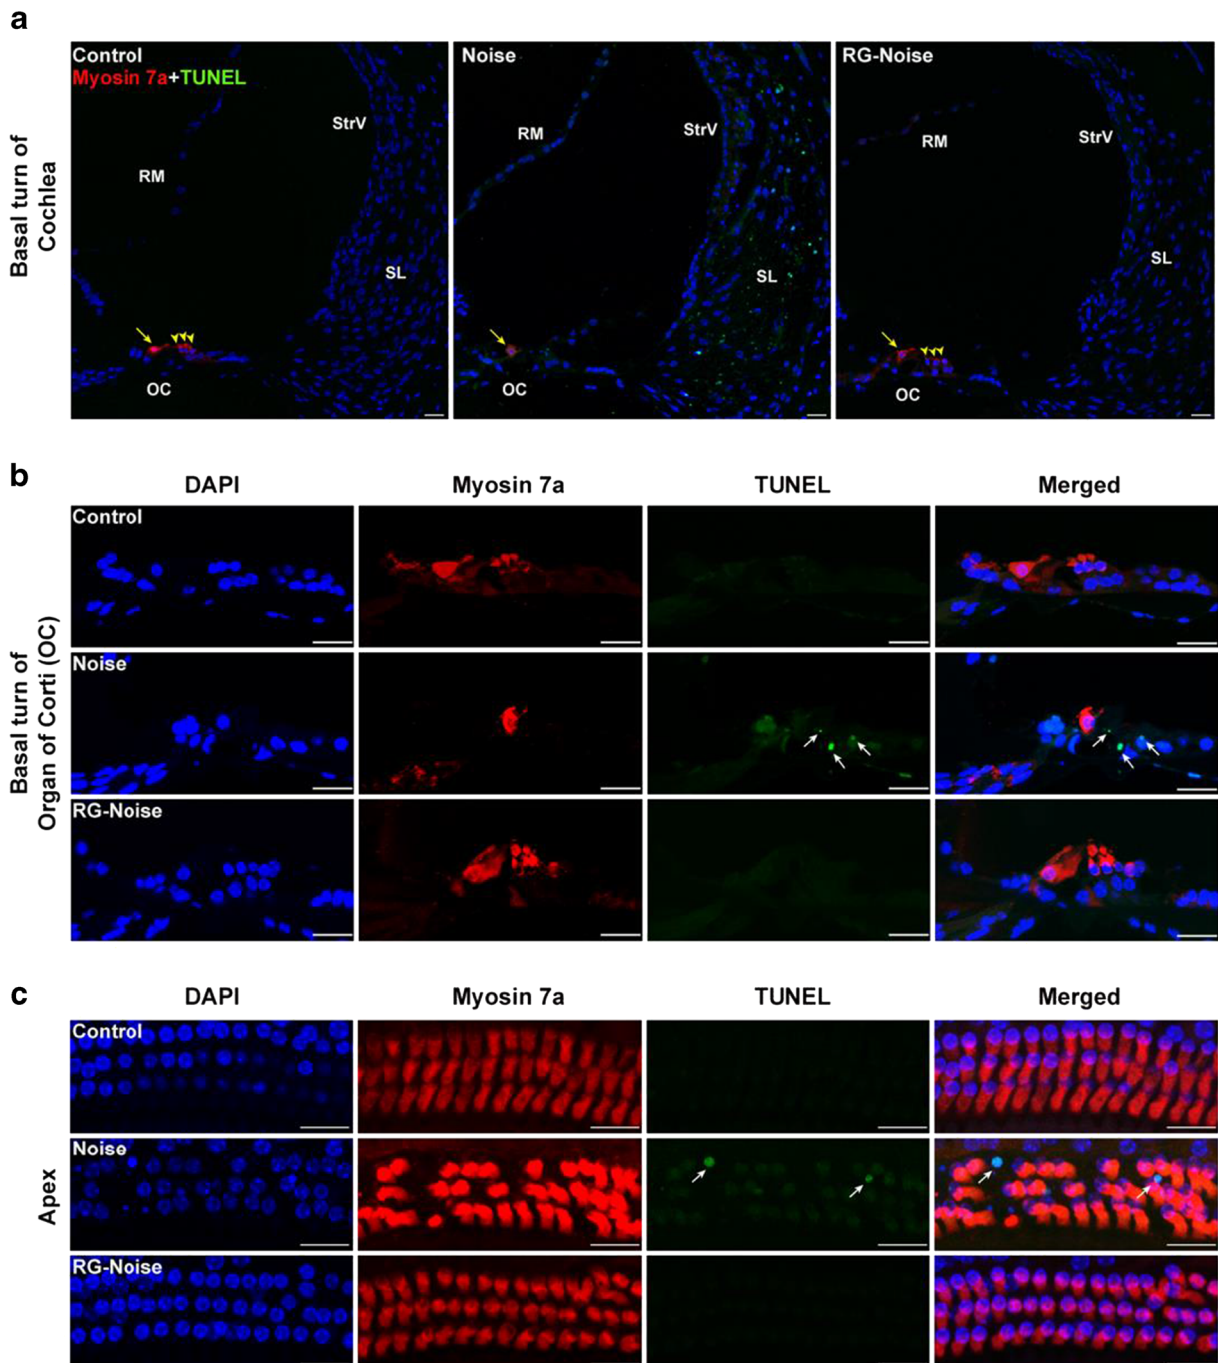 a
Basal turn of
Cochlea
Control
Myosin 7a+TUNEL
RM
StrV
SL
OC
Noise
RM
StrV
SL
OC
RG-Noise
RM
StrV
SL
OC
b
DAPI
Myosin 7a
TUNEL
Merged
Basal turn of
Organ of Corti (OC)
Control
Noise
RG-Noise
c
DAPI
Myosin 7a
TUNEL
Merged
Apex
Control
Noise
RG-Noise